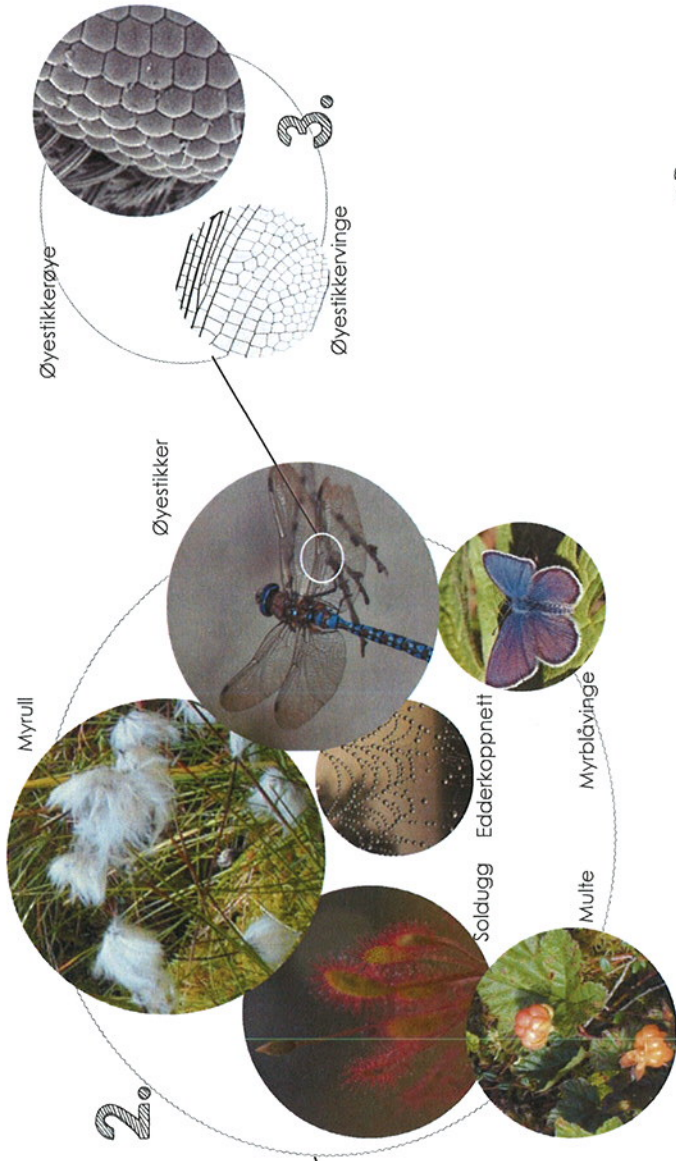 2.
Myrull
Øyestikker
Soldugg
Edderkoppnett
Multe
Myrblåvinge
Øyestikkerøye
Øyestikkervinge
3.